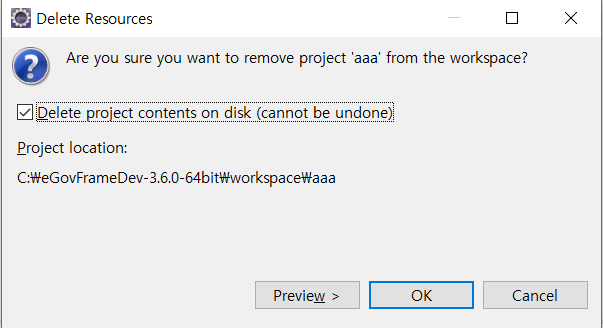 Delete Resources
Are you sure you want to remove project 'aaa' from the workspace?
Delete project contents on disk (cannot be undone)
Project location:
C:₩eGovFrameDev-3.6.0-64bit₩workspace₩aaa
Preview > OK Cancel